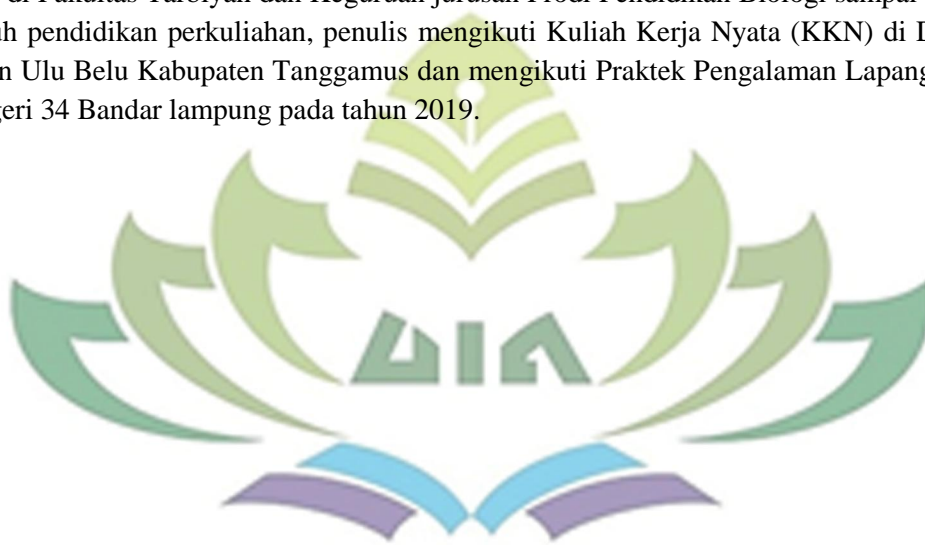 di Fakultas Tarbiyah dan Keguruan jurusan Prodi Pendidikan Biologi sampai
pendidikan perkuliahan, penulis mengikuti Kuliah Kerja Nyata (KKN) di
Ulu Belu Kabupaten Tanggamus dan mengikuti Praktek Pengalaman
34 Bandar lampung pada tahun 2019.
UIN